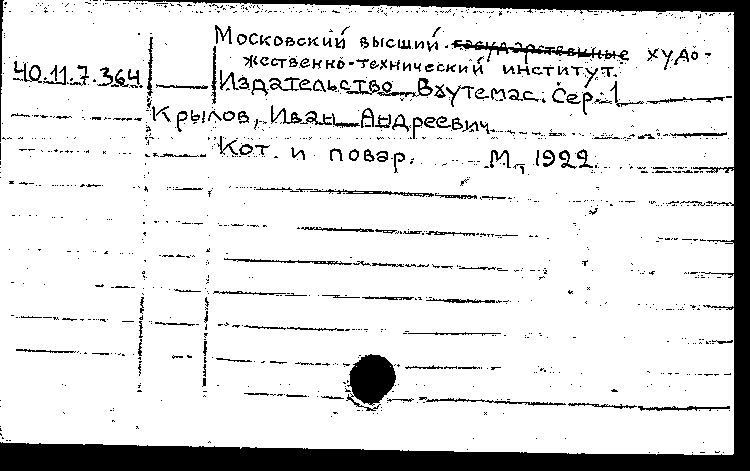 Московский высший государственные худо-
жественно-технический институт.
40.11.7.364
Издательство Вхутемас. Сер. 1
Крылов, Иван Андреевич
Кот. и повар. М, 1922.